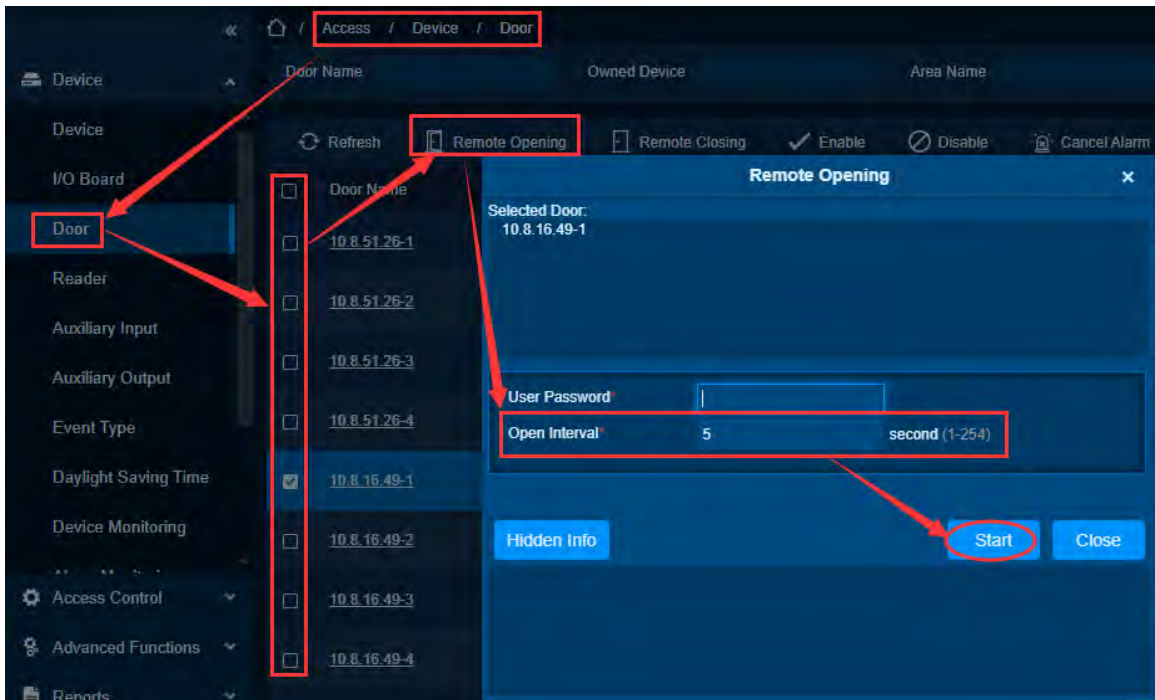 « / Access / Device / Door
Device
Door Name Owned Device Area Name
Device
Refresh Remote Opening Remote Closing Enable Disable Cancel Alarm
I/O Board
Door Name
Remote Opening ×
Selected Door:
10.8.16.49-1
Door
10.8.51.26-1
Reader
10.8.51.26-2
Auxiliary Input
10.8.51.26-3
Auxiliary Output
User Password*
Open Interval* 5 second (1-254)
Event Type
10.8.51.26-4
Daylight Saving Time
10.8.16.49-1
Device Monitoring
10.8.16.49-2
Hidden Info Start Close
Access Control
10.8.16.49-3
Advanced Functions
10.8.16.49-4
Reports